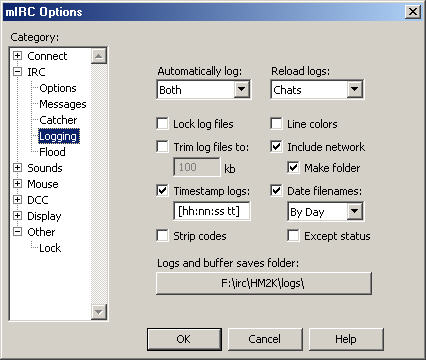 mIRC Options
Category:
Connect
IRC
Options
Messages
Catcher
Logging
Flood
Sounds
Mouse
DCC
Display
Other
Lock
Automatically log: Reload logs:
Both Chats
Lock log files Line colors
Trim log files to: Include network
100 kb Make folder
Timestamp logs: Date filenames:
[hh:nn:ss tt] By Day
Strip codes Except status
Logs and buffer saves folder:
F:\irc\HM2K\logs\
OK Cancel Help